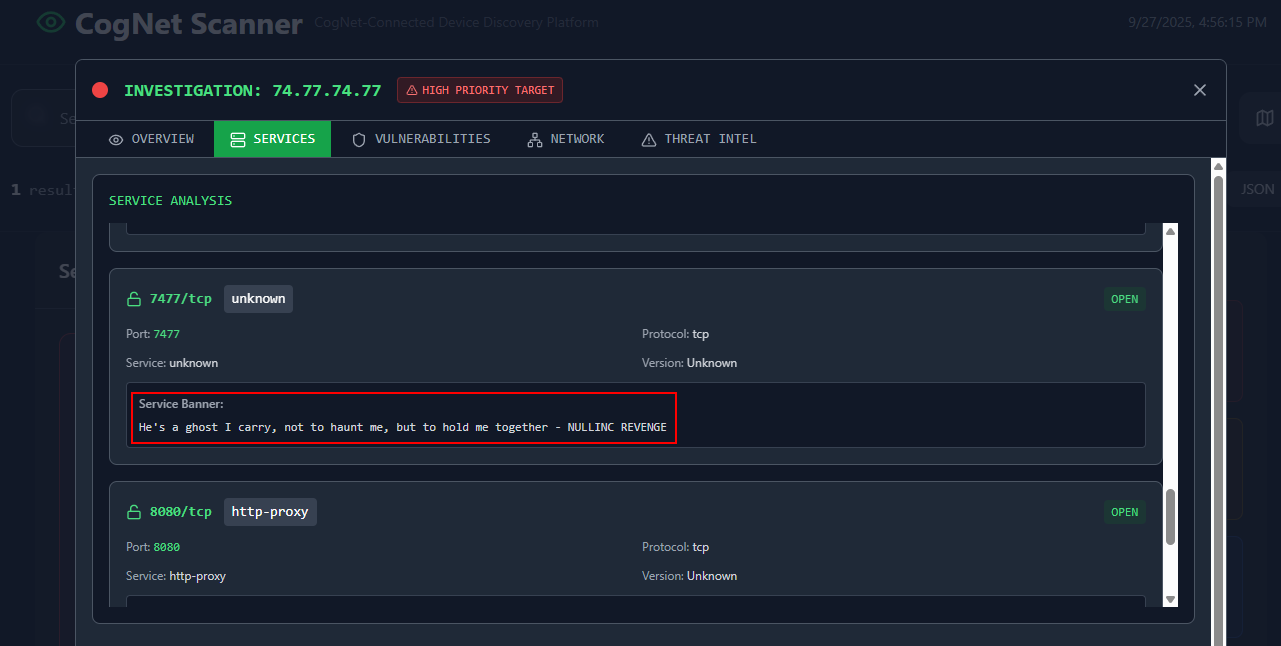 CogNet Scanner CogNet-Connected Device Discovery Platform 9/27/2025, 4:56:15 PM
INVESTIGATION: 74.77.74.77 HIGH PRIORITY TARGET
OVERVIEW SERVICES VULNERABILITIES NETWORK THREAT INTEL
1 resul JSON
SERVICE ANALYSIS
7477/tcp unknown OPEN
Port: 7477 Protocol: tcp
Service: unknown Version: Unknown
Service Banner:
He's a ghost I carry, not to haunt me, but to hold me together - NULLINC REVENGE
8080/tcp http-proxy OPEN
Port: 8080 Protocol: tcp
Service: http-proxy Version: Unknown